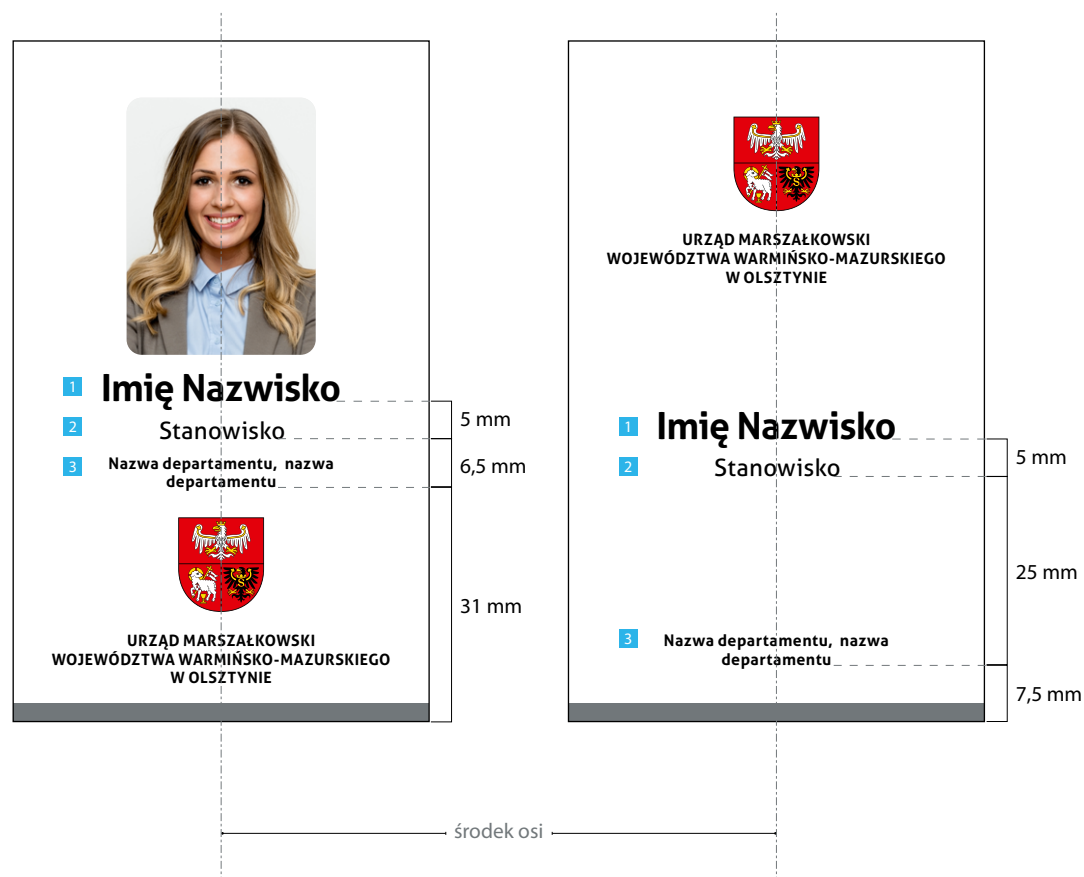 1 Imię Nazwisko
2 Stanowisko
3 Nazwa departamentu, nazwa
departamentu
URZĄD MARSZAŁKOWSKI
WOJEWÓDZTWA WARMIŃSKO-MAZURSKIEGO
W OLSZTYNIE
5 mm
6,5 mm
31 mm
URZĄD MARSZAŁKOWSKI
WOJEWÓDZTWA WARMIŃSKO-MAZURSKIEGO
W OLSZTYNIE
1 Imię Nazwisko
2 Stanowisko
3 Nazwa departamentu, nazwa
departamentu
5 mm
25 mm
7,5 mm
środek osi